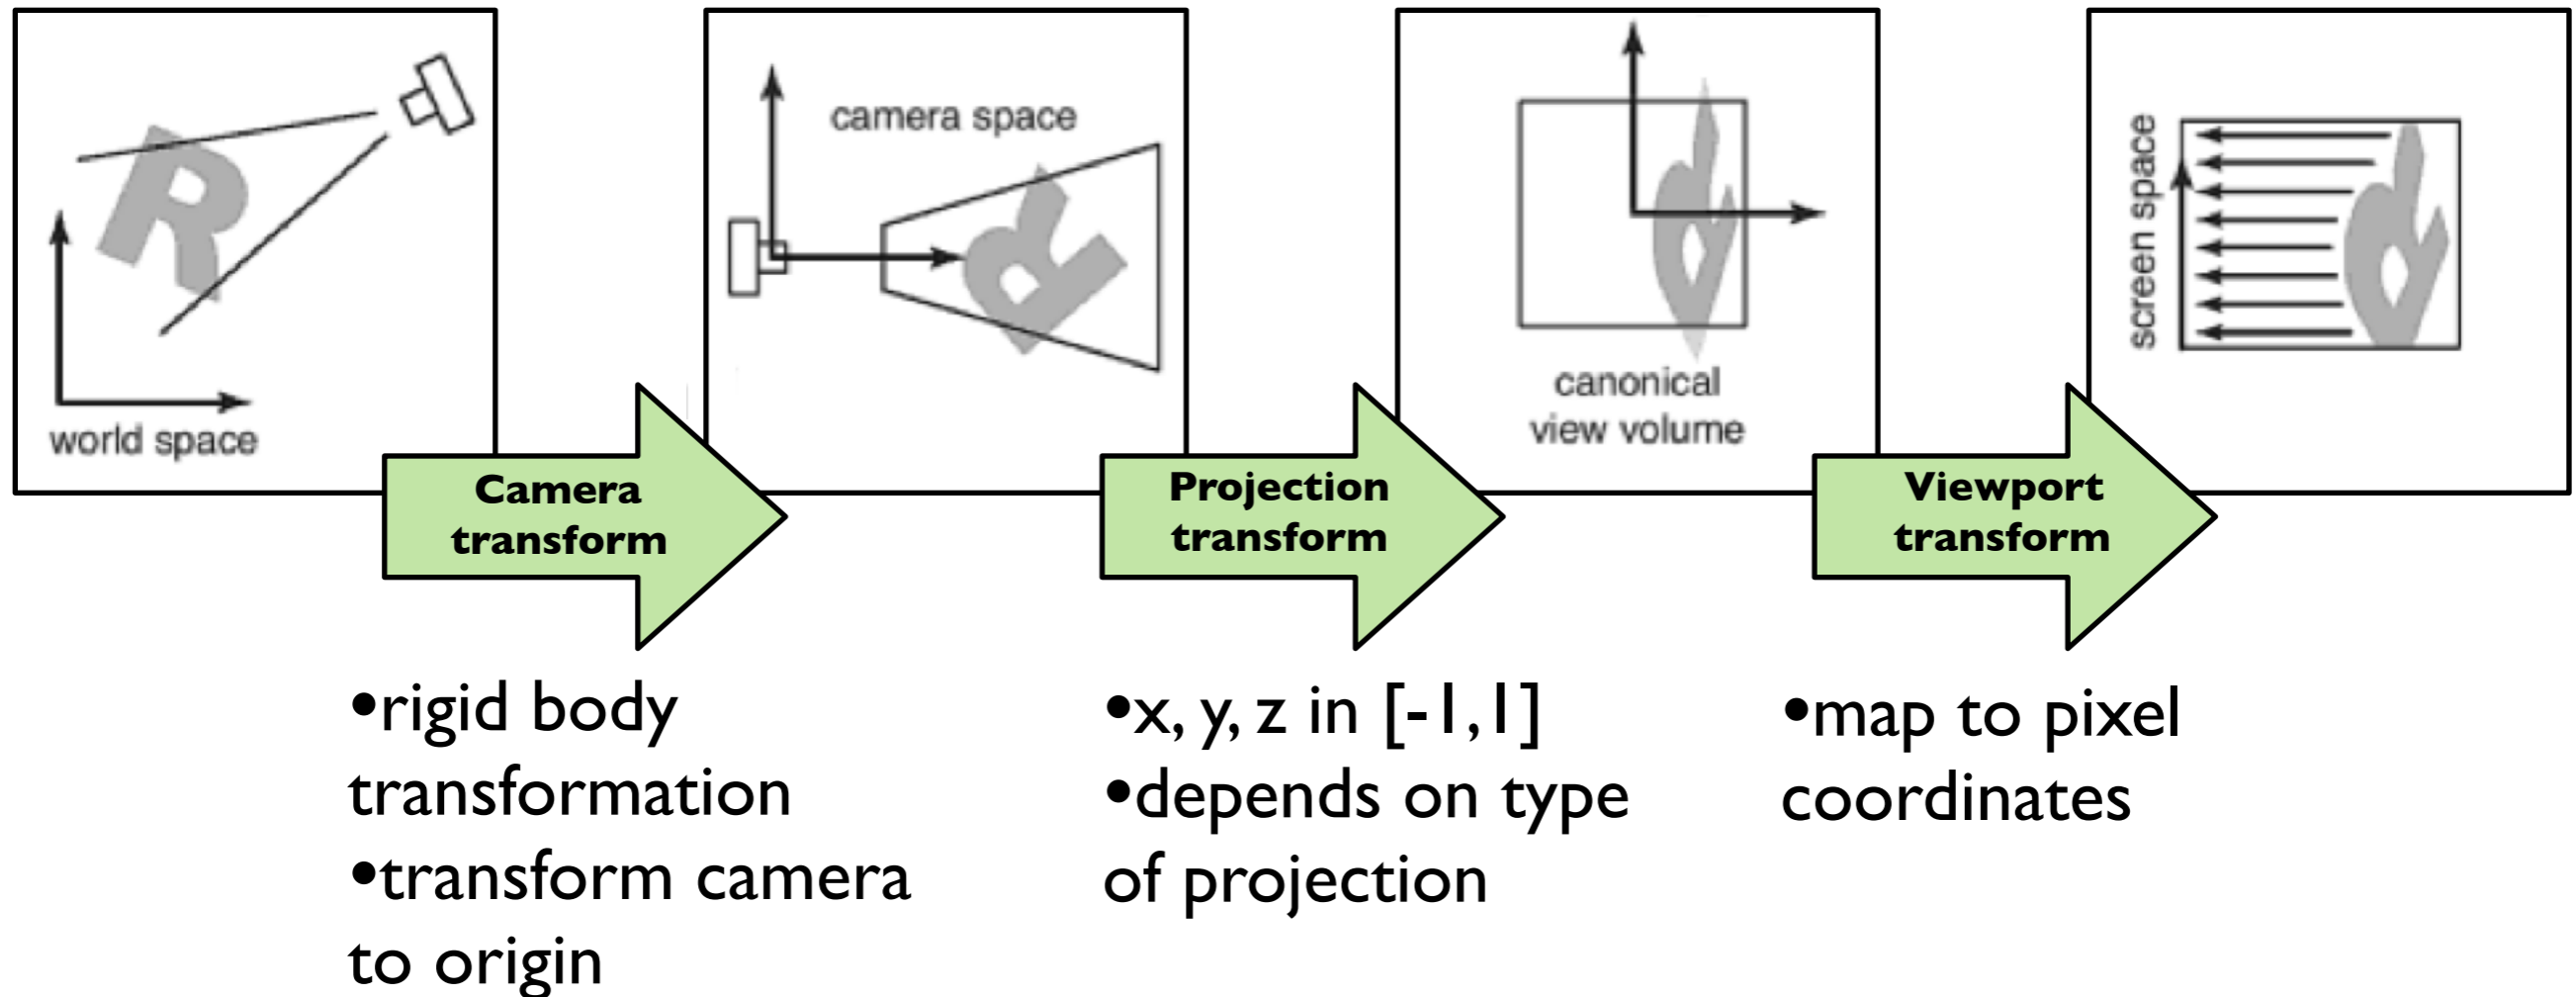 world space
camera space
canonical
view volume
screen space
Camera
transform
Projection
transform
Viewport
transform
•rigid body
transformation
•transform camera
to origin
•x, y, z in [-1,1]
•depends on type
of projection
•map to pixel
coordinates